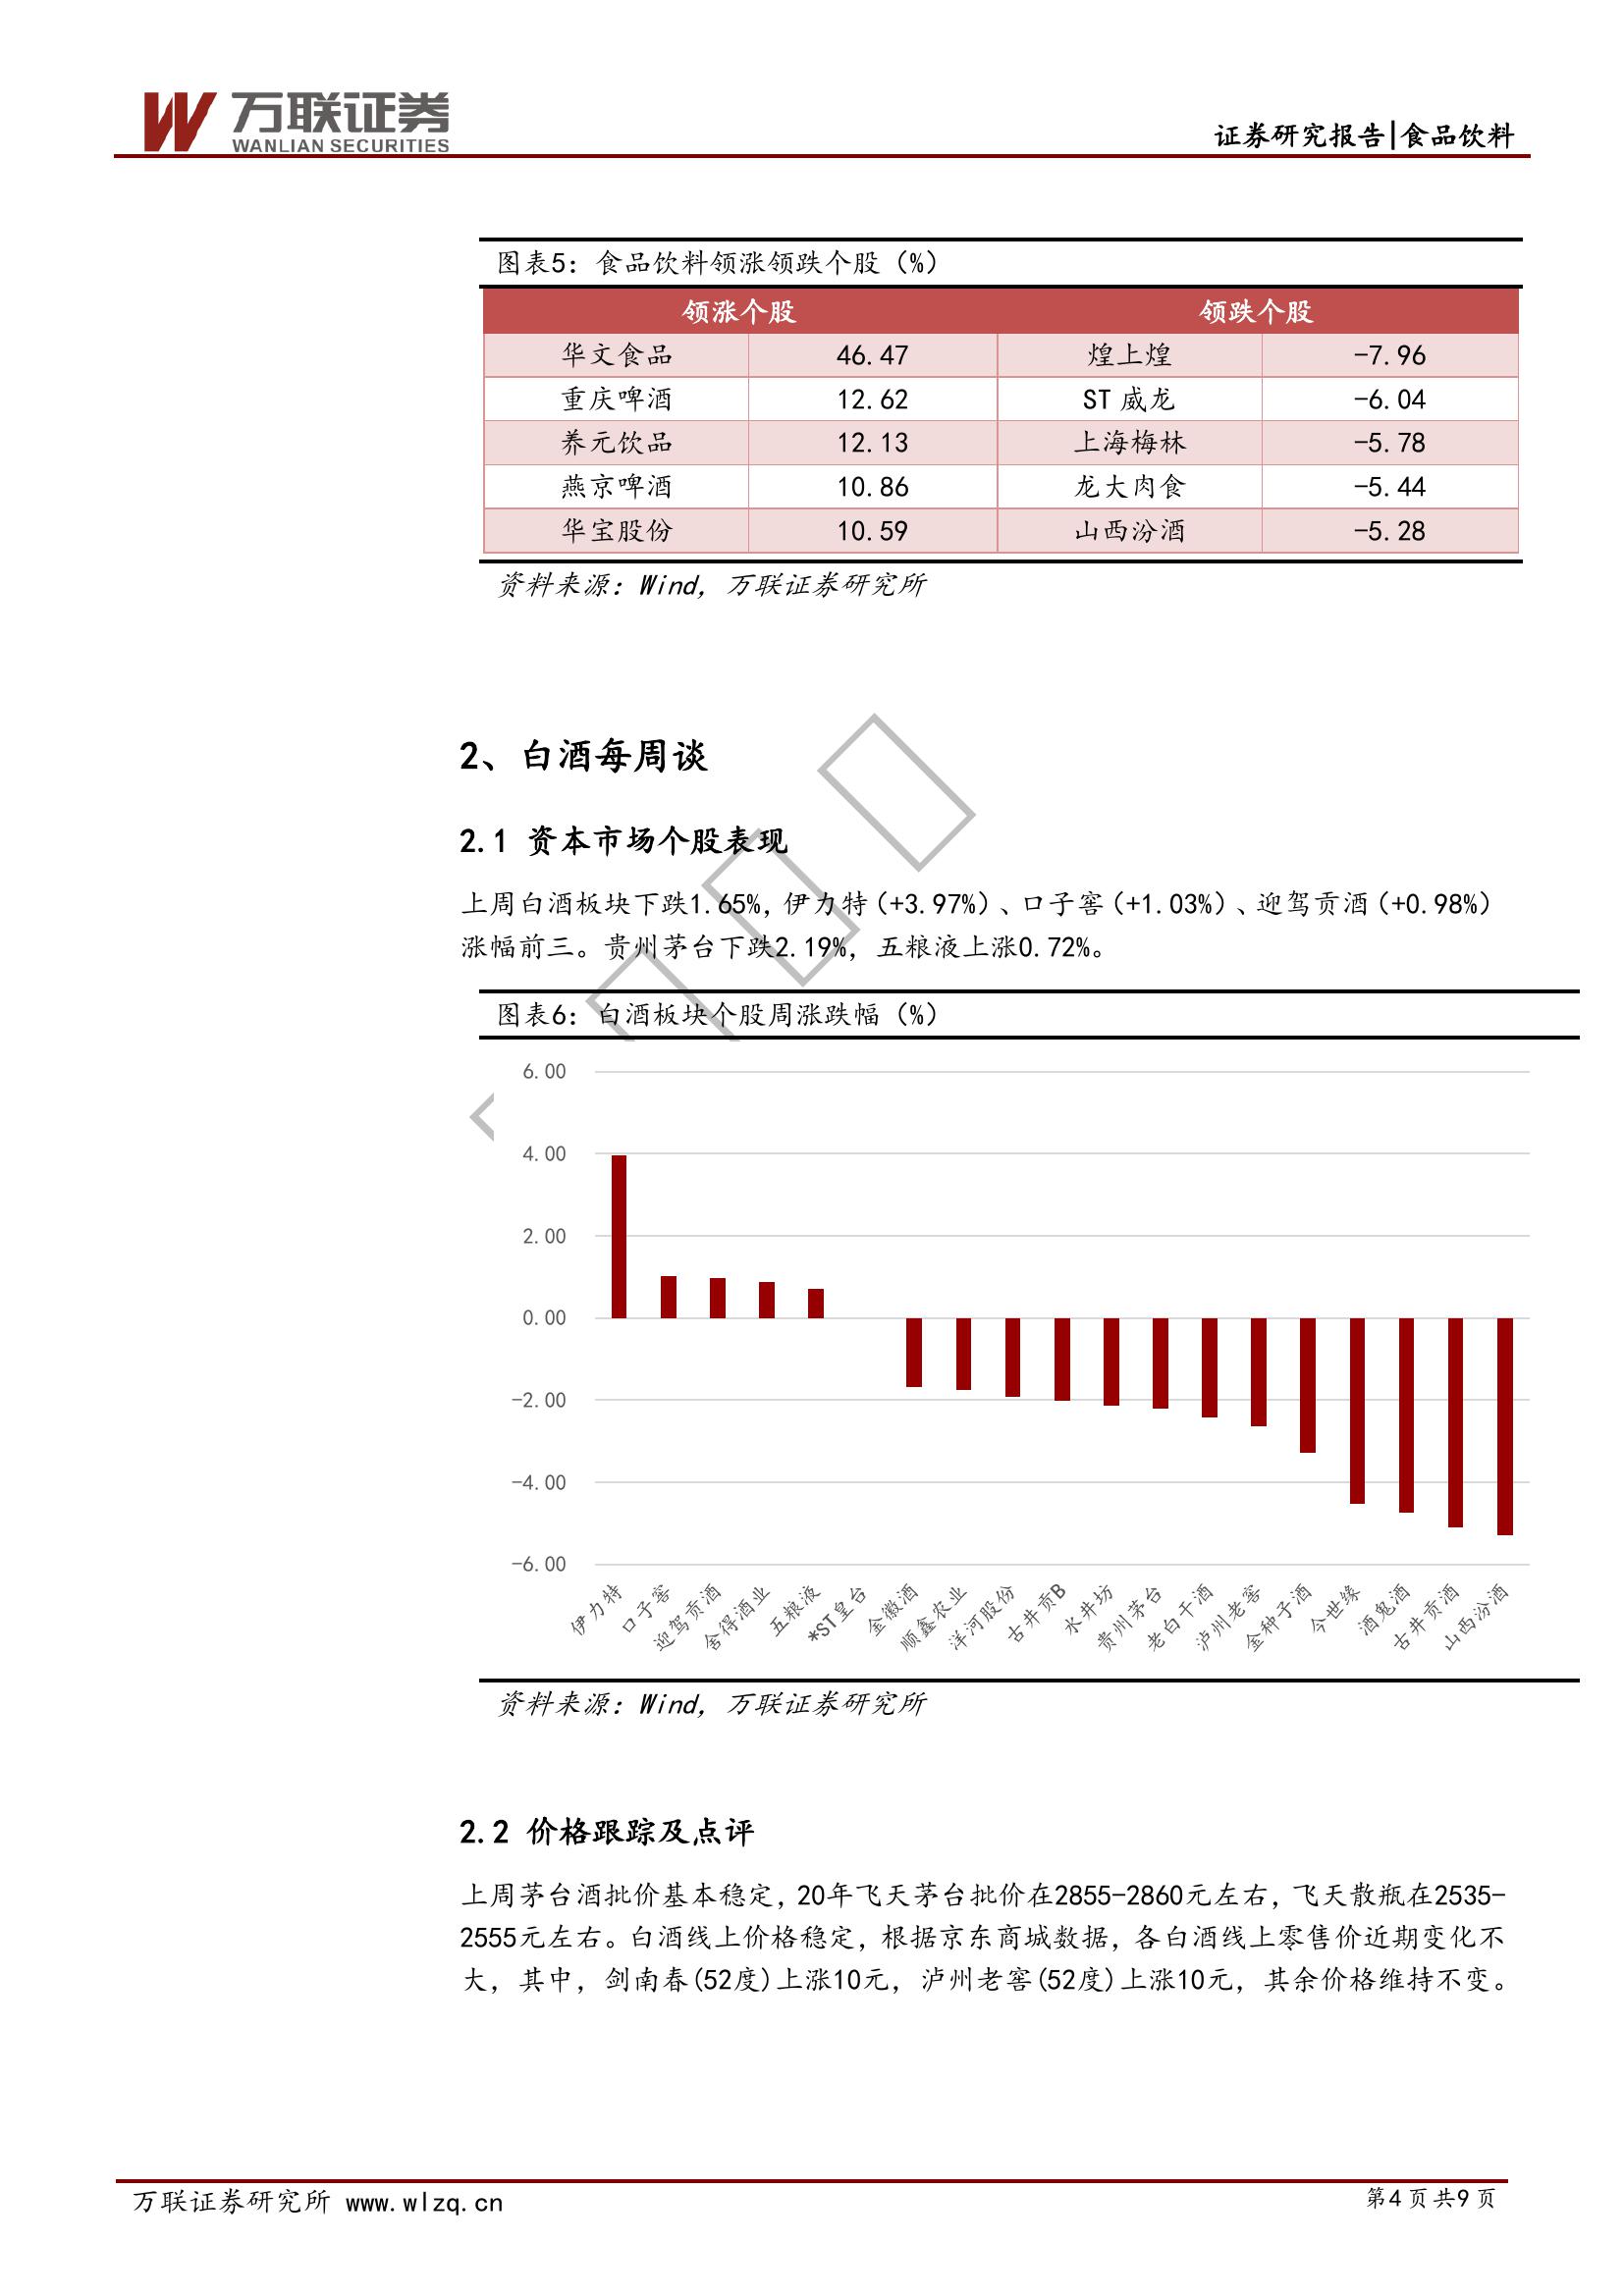 万联证券
WANLIAN SECURITIES
证券研究报告|食品饮料
图表5：食品饮料领涨领跌个股（%）
领涨个股 领跌个股
华文食品 46.47 煌上煌 -7.96
重庆啤酒 12.62 ST 威龙 -6.04
养元饮品 12.13 上海梅林 -5.78
燕京啤酒 10.86 龙大肉食 -5.44
华宝股份 10.59 山西汾酒 -5.28
资料来源：Wind，万联证券研究所
2、白酒每周谈
2.1 资本市场个股表现
上周白酒板块下跌1.65%，伊力特（+3.97%）、口子窖（+1.03%）、迎驾贡酒（+0.98%）
涨幅前三。贵州茅台下跌2.19%，五粮液上涨0.72%。
图表6：白酒板块个股周涨跌幅（%）
6.00
4.00
2.00
0.00
-2.00
-4.00
-6.00
伊力特
口子窖
迎驾贡酒
舍得酒业
五粮液
*ST皇台
金徽酒
顺鑫农业
洋河股份
古井贡B
水井坊
贵州茅台
老白干酒
泸州老窖
金种子酒
今世缘
酒鬼酒
古井贡酒
山西汾酒
资料来源：Wind，万联证券研究所
2.2 价格跟踪及点评
上周茅台酒批价基本稳定，20年飞天茅台批价在2855-2860元左右，飞天散瓶在2535-
2555元左右。白酒线上价格稳定，根据京东商城数据，各白酒线上零售价近期变化不
大，其中，剑南春(52度)上涨10元，泸州老窖(52度)上涨10元，其余价格维持不变。
万联证券研究所 www.wlzq.cn
第4页共9页